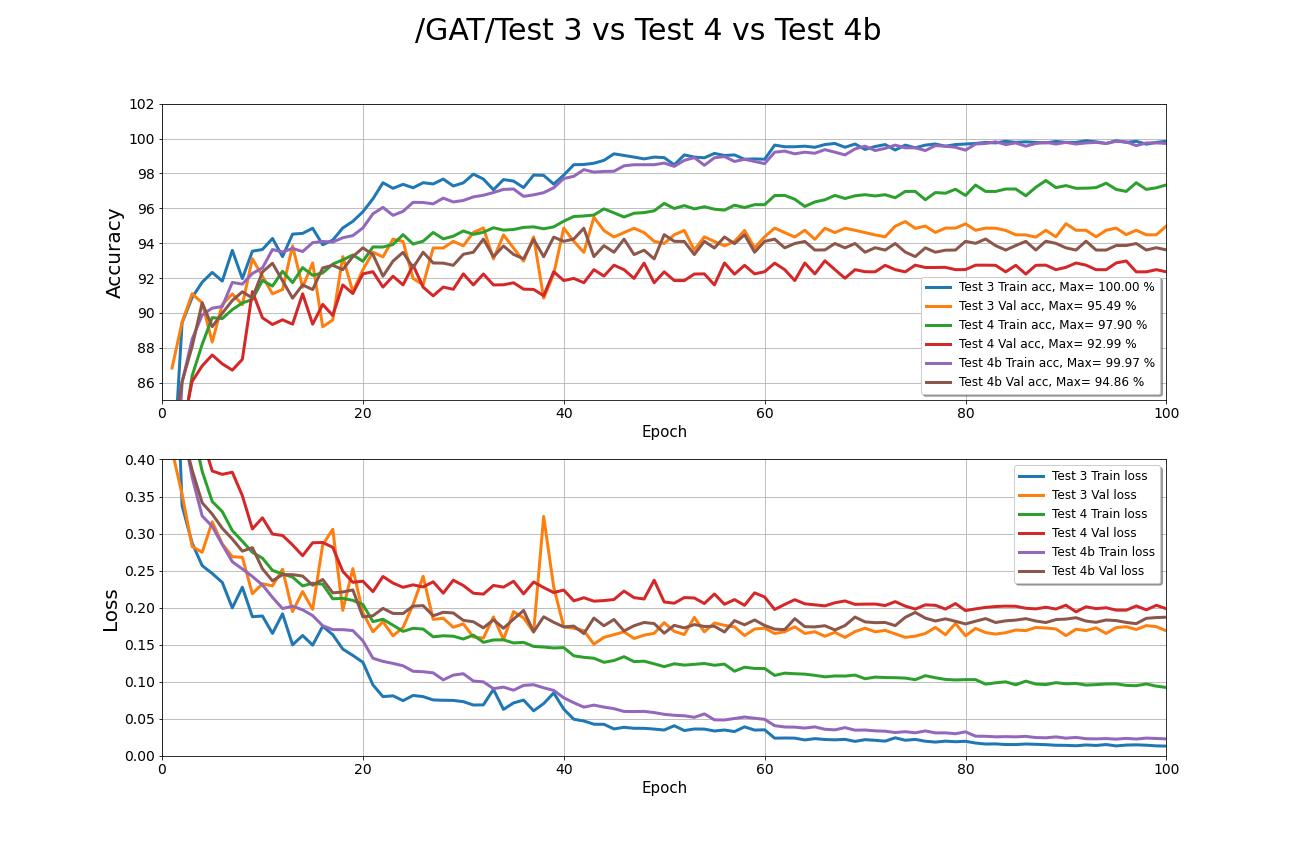 /GAT/Test 3 vs Test 4 vs Test 4b
102
100
98
96
94
92
90
88
86
Accuracy
0
20
40
60
80
100
Epoch
Test 3 Train acc, Max= 100.00 %
Test 3 Val acc, Max= 95.49 %
Test 4 Train acc, Max= 97.90 %
Test 4 Val acc, Max= 92.99 %
Test 4b Train acc, Max= 99.97 %
Test 4b Val acc, Max= 94.86 %
0.40
0.35
0.30
0.25
0.20
0.15
0.10
0.05
0.00
Loss
0
20
40
60
80
100
Epoch
Test 3 Train loss
Test 3 Val loss
Test 4 Train loss
Test 4 Val loss
Test 4b Train loss
Test 4b Val loss